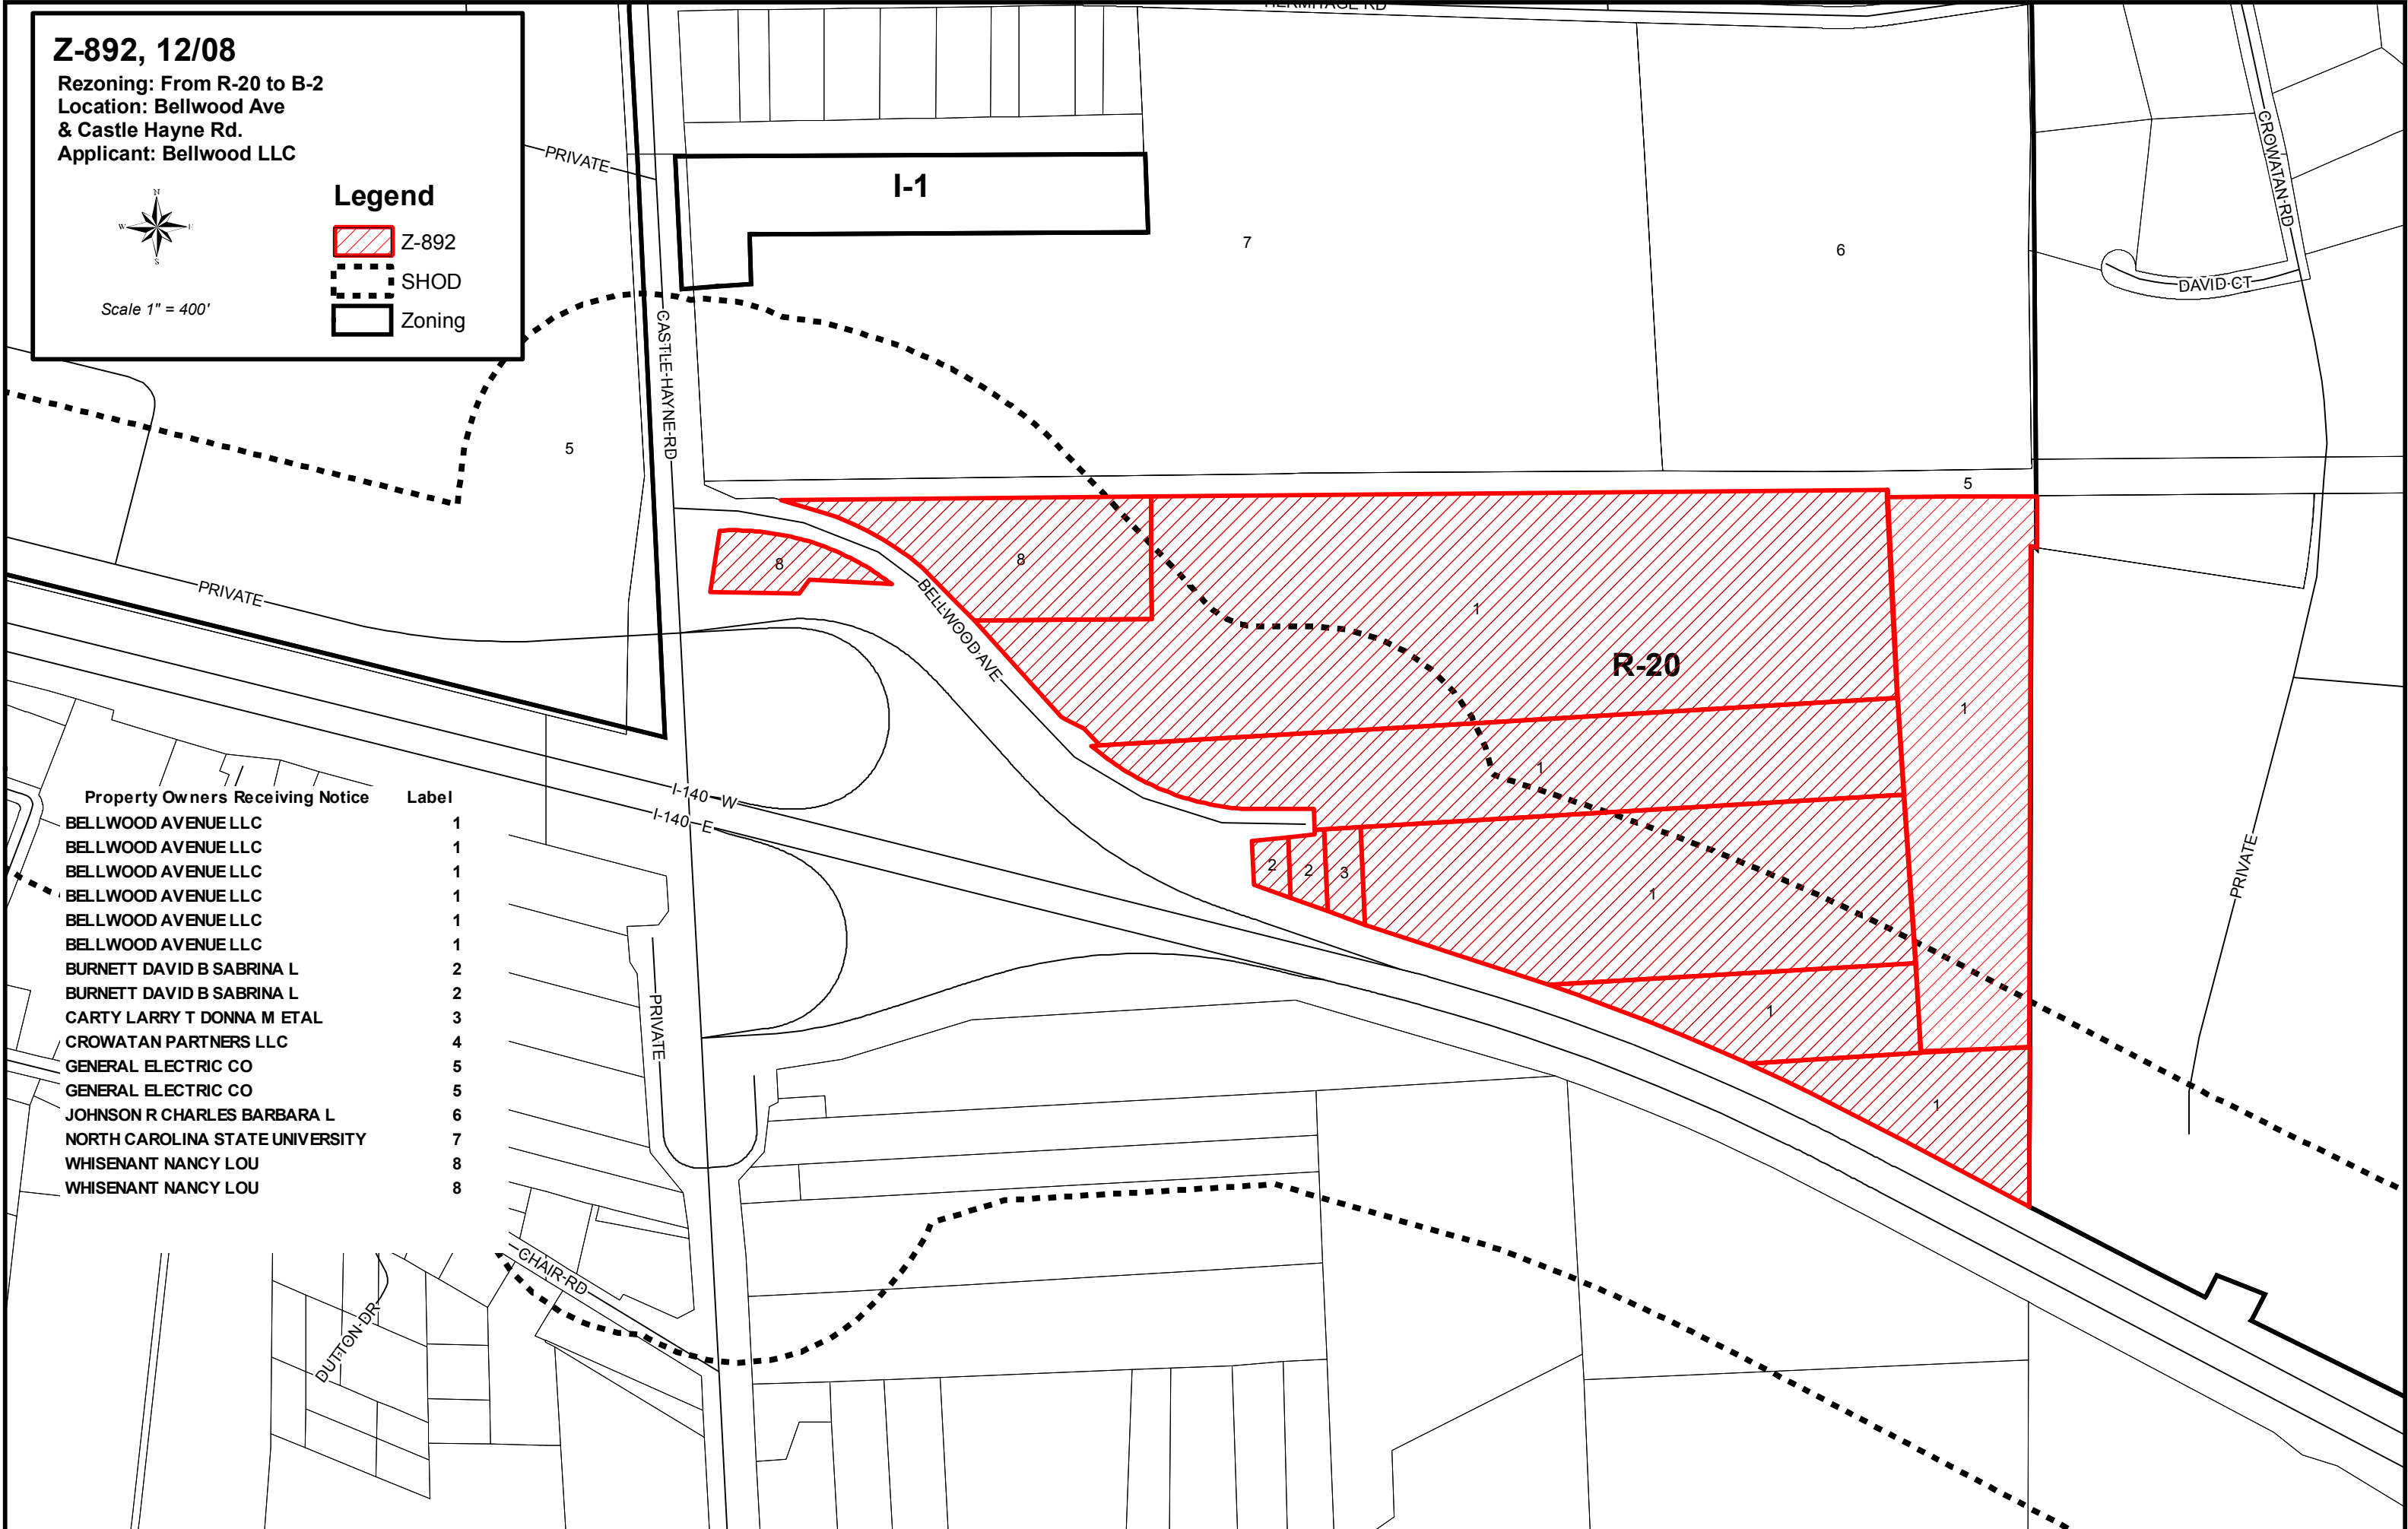 Z-892, 12/08
Rezoning: From R-20 to B-2
Location: Bellwood Ave
& Castle Hayne Rd.
Applicant: Bellwood LLC
N
W E
S
Scale 1" = 400'
Legend
Z-892
SHOD
Zoning
HERMITAGE RD
PRIVATE
I-1
7
6
CROWATAN RD
DAVID CT
CASTLE HAYNE RD
5
5
8
8
BELLWOOD AVE
1
R-20
1
PRIVATE
1
I-140 W
I-140 E
2
2
3
1
1
1
PRIVATE
PRIVATE
Property Owners Receiving Notice Label
BELLWOOD AVENUE LLC 1
BELLWOOD AVENUE LLC 1
BELLWOOD AVENUE LLC 1
BELLWOOD AVENUE LLC 1
BELLWOOD AVENUE LLC 1
BELLWOOD AVENUE LLC 1
BURNETT DAVID B SABRINA L 2
BURNETT DAVID B SABRINA L 2
CARTY LARRY T DONNA M ETAL 3
CROWATAN PARTNERS LLC 4
GENERAL ELECTRIC CO 5
GENERAL ELECTRIC CO 5
JOHNSON R CHARLES BARBARA L 6
NORTH CAROLINA STATE UNIVERSITY 7
WHISENANT NANCY LOU 8
WHISENANT NANCY LOU 8
CHAIR RD
DUTTON DR